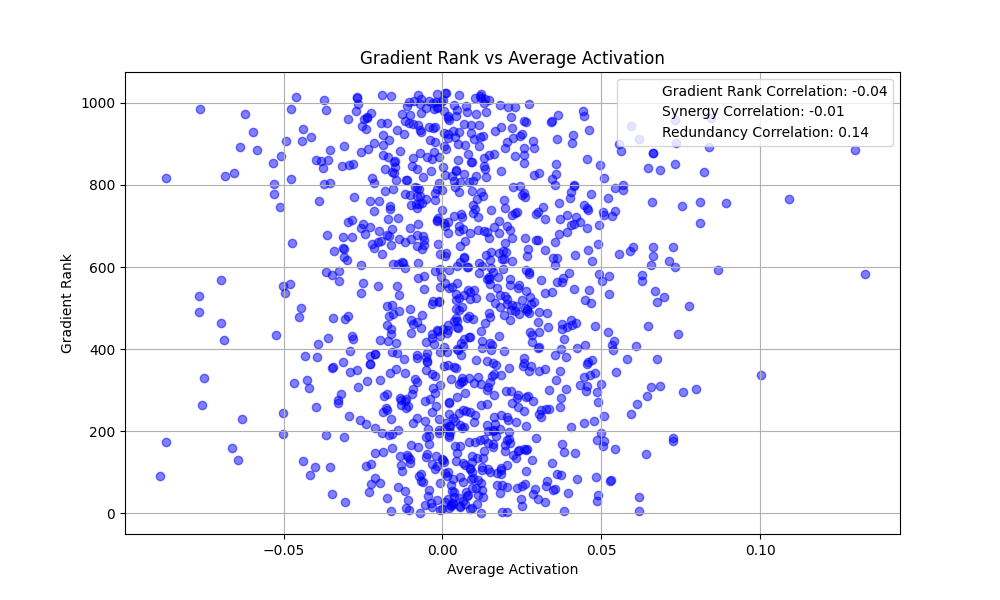 Gradient Rank vs Average Activation
Gradient Rank Correlation: -0.04
Synergy Correlation: -0.01
Redundancy Correlation: 0.14
1000
800
600
400
200
0
Gradient Rank
−0.05
0.00
0.05
0.10
Average Activation